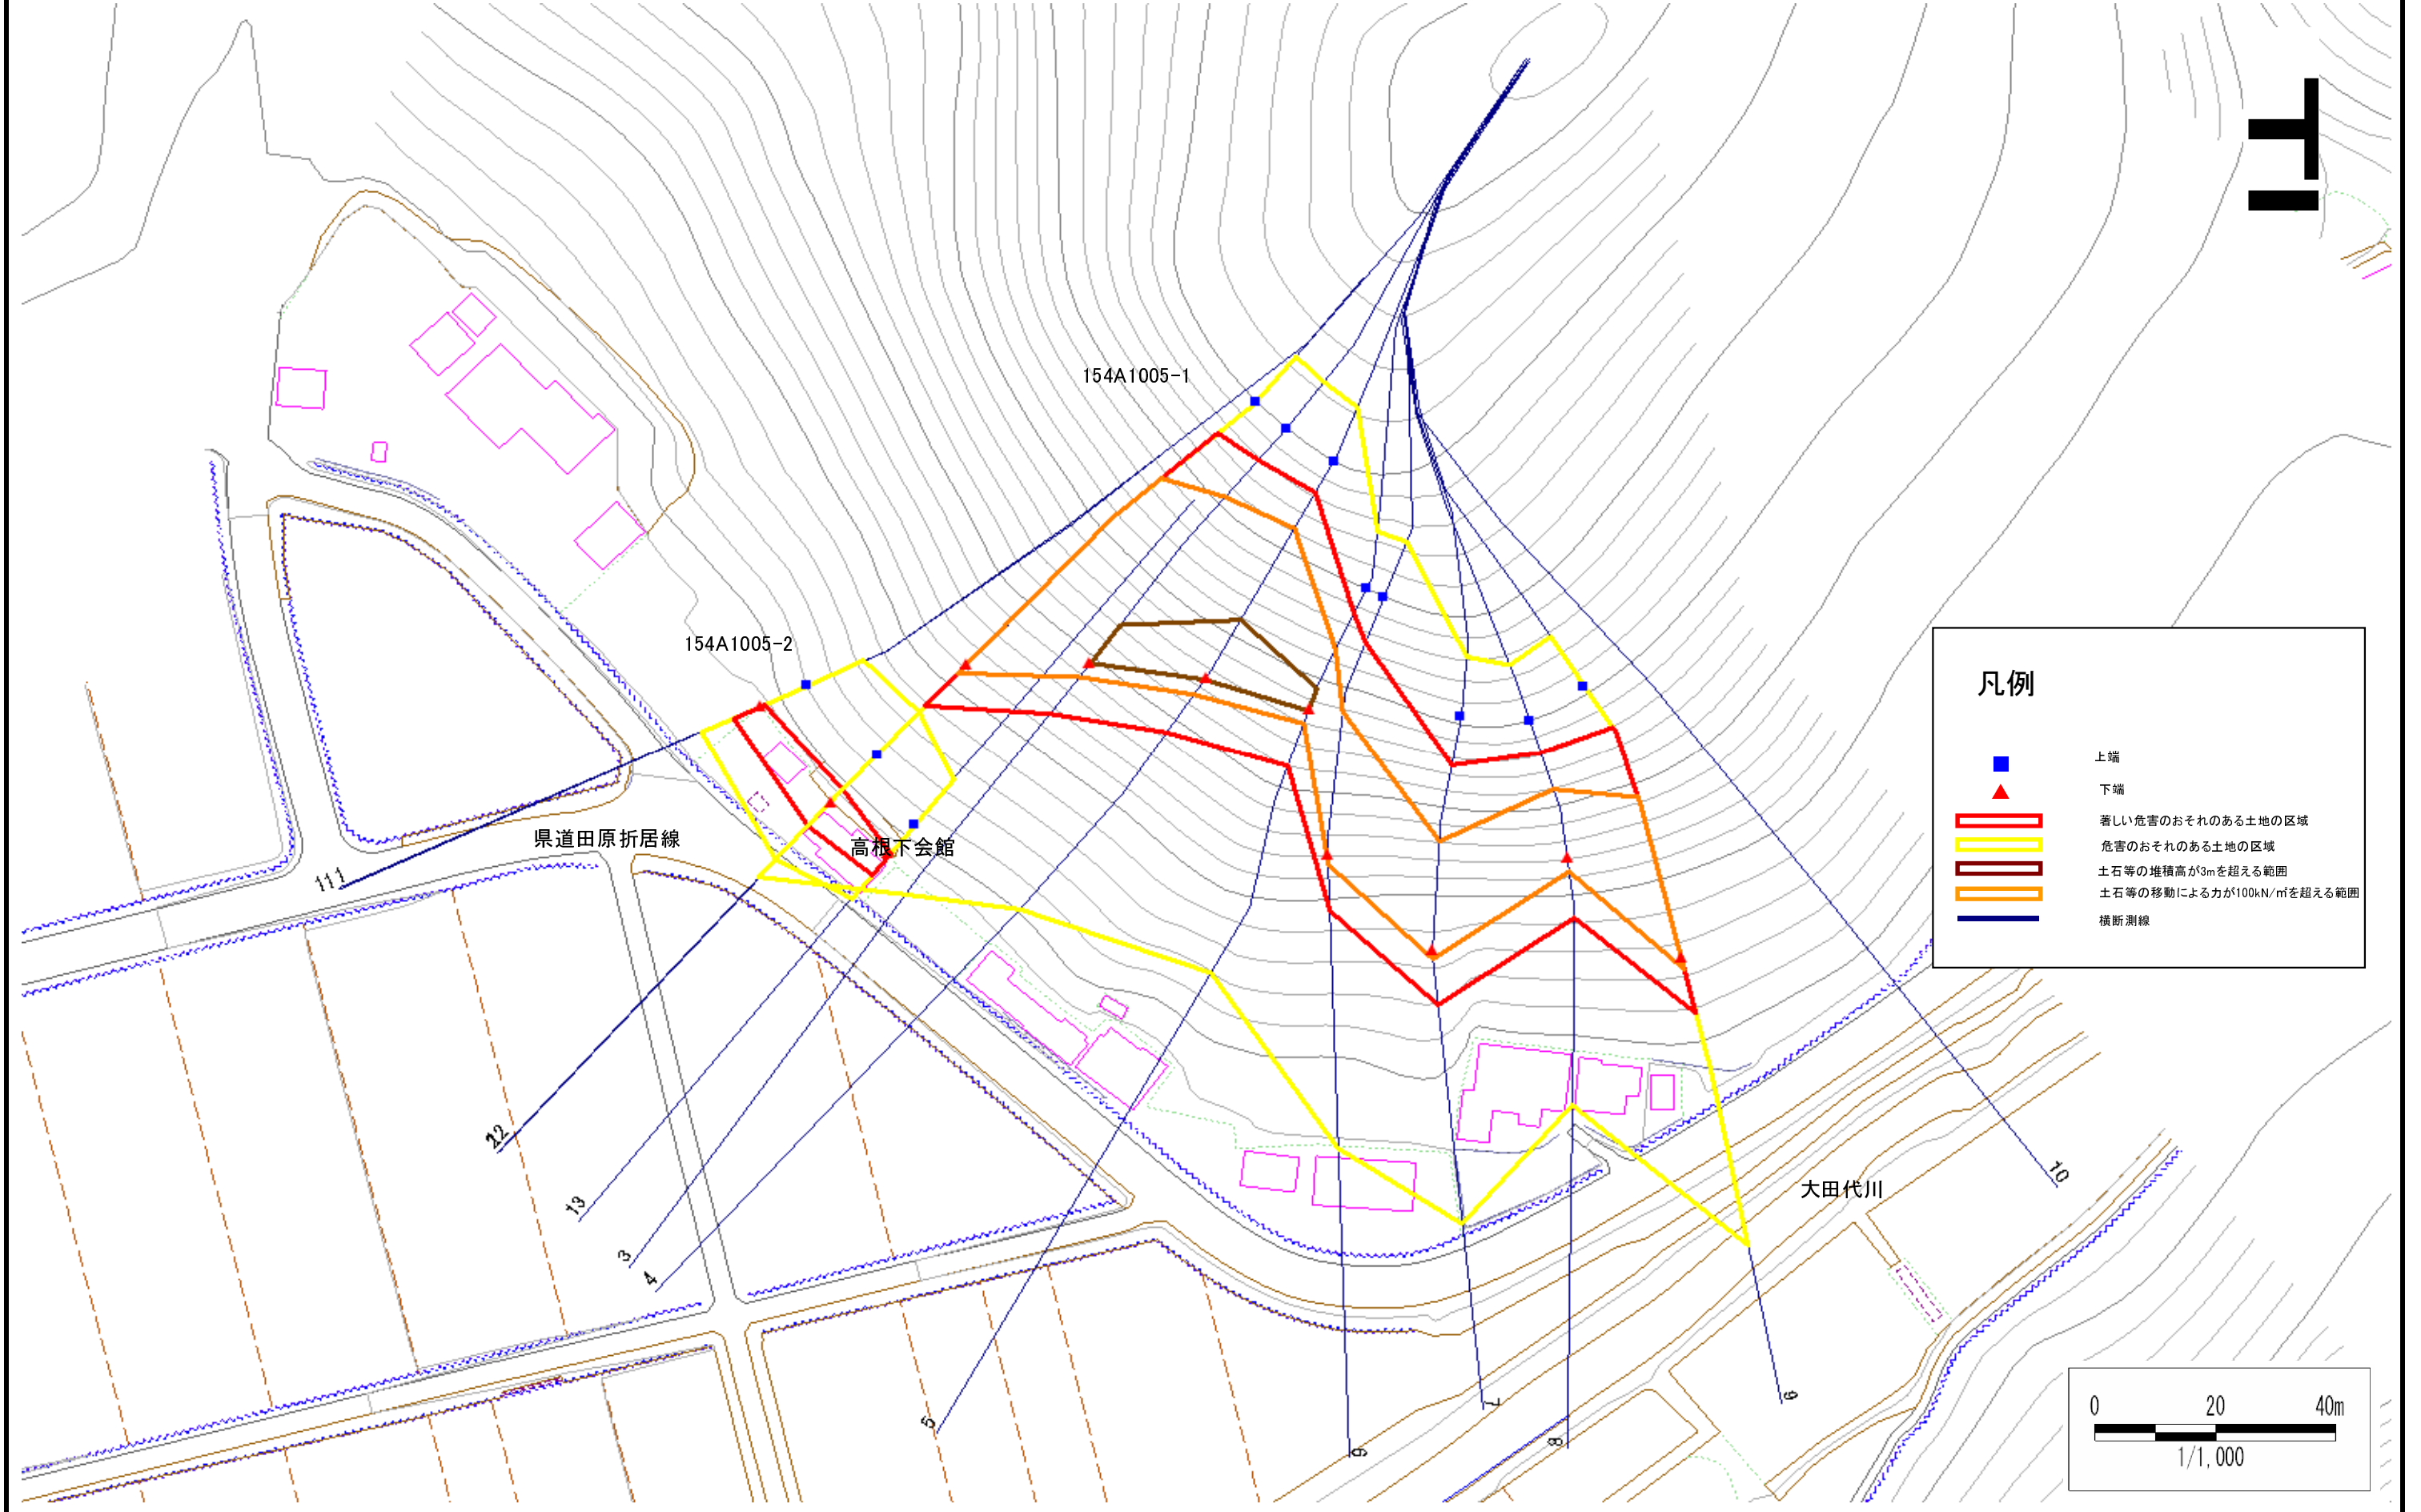 154A1005-1
154A1005-2
県道田原折居線
高根下会館
大田代川
111
13
3
4
5
6
7
8
9
10
凡例
上端
下端
著しい危害のおそれのある土地の区域
危害のおそれのある土地の区域
土石等の堆積高が3mを超える範囲
土石等の移動による力が100kN/㎡を超える範囲
横断測線
0 20 40m
1/1,000